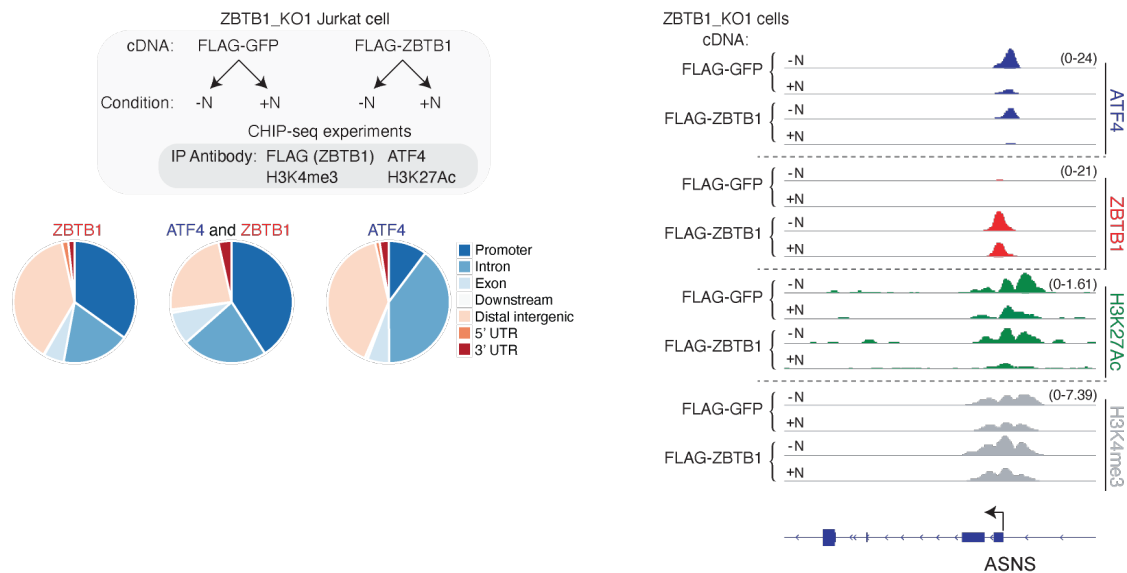 ZBTB1_KO1 Jurkat cell
cDNA: FLAG-GFP FLAG-ZBTB1
Condition: -N +N -N +N
CHIP-seq experiments
IP Antibody: FLAG (ZBTB1) ATF4
H3K4me3 H3K27Ac
ZBTB1
ATF4 and ZBTB1
ATF4
Promoter
Intron
Exon
Downstream
Distal intergenic
5' UTR
3' UTR
ZBTB1_KO1 cells
cDNA:
FLAG-GFP
-N
(0-24)
+N
FLAG-ZBTB1
-N
+N
ATF4
FLAG-GFP
-N
(0-21)
+N
FLAG-ZBTB1
-N
+N
ZBTB1
FLAG-GFP
-N
(0-1.61)
+N
FLAG-ZBTB1
-N
+N
H3K27Ac
FLAG-GFP
-N
(0-7.39)
+N
FLAG-ZBTB1
-N
+N
H3K4me3
ASNS